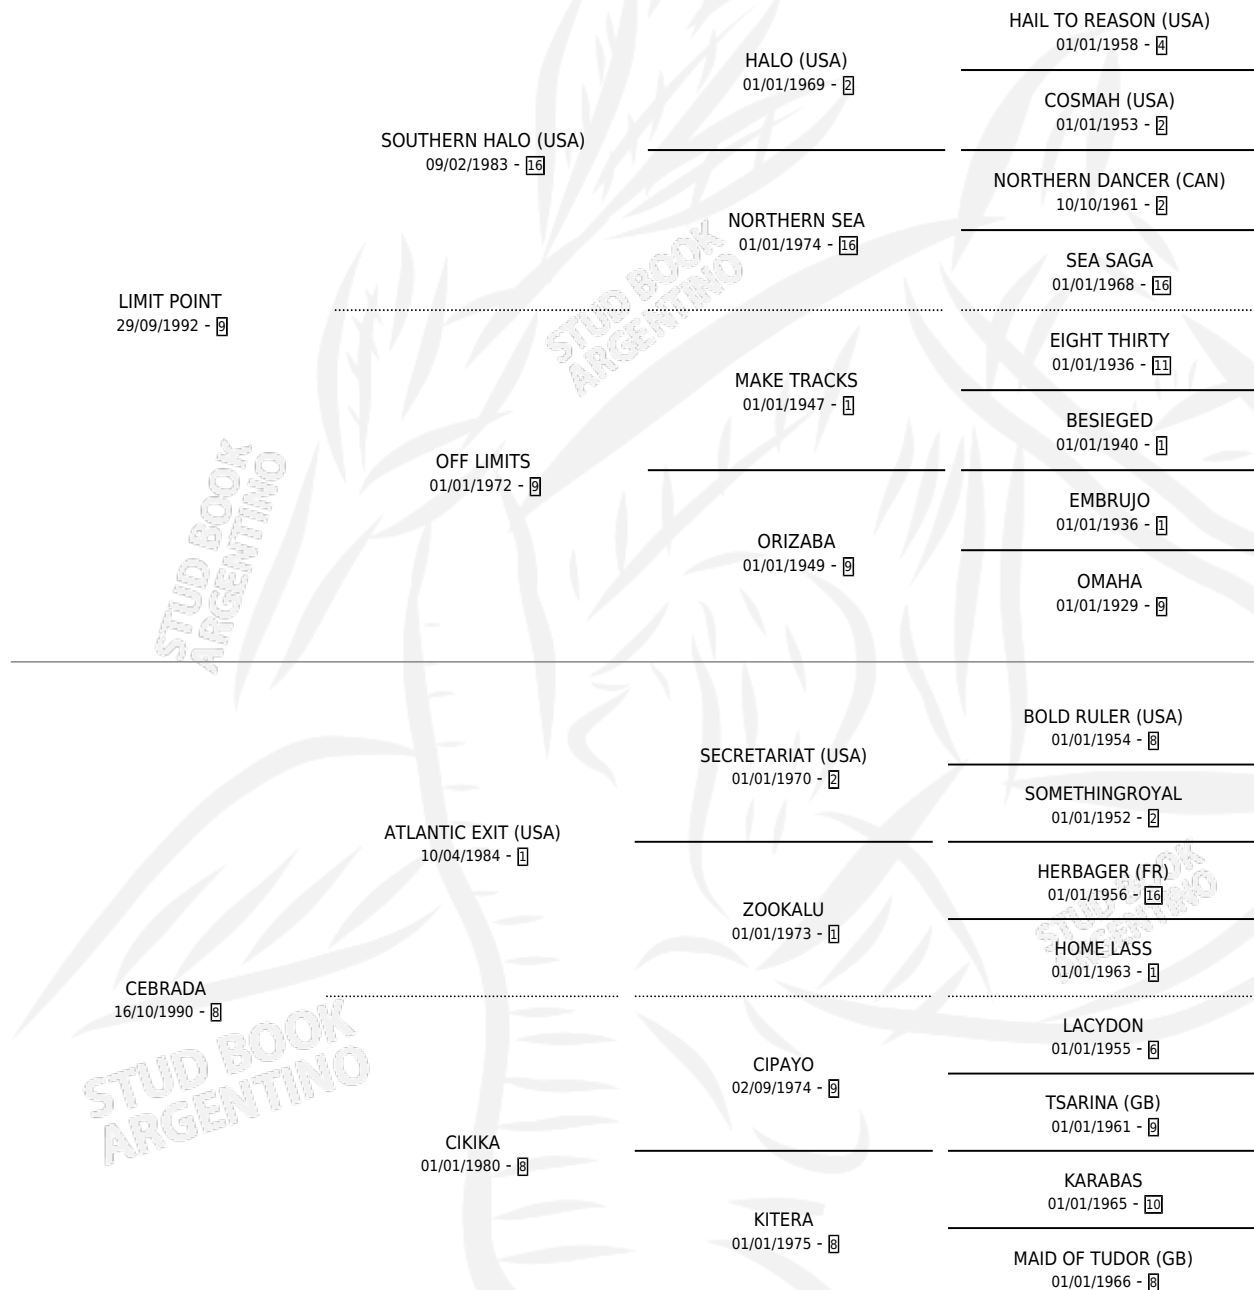 HAIL TO REASON (USA)
01/01/1958 - 4
HALO (USA)
01/01/1969 - 2
COSMAH (USA)
01/01/1953 - 2
SOUTHERN HALO (USA)
09/02/1983 - 16
NORTHERN DANCER (CAN)
10/10/1961 - 2
NORTHERN SEA
01/01/1974 - 16
SEA SAGA
01/01/1968 - 16
LIMIT POINT
29/09/1992 - 9
EIGHT THIRTY
01/01/1936 - 11
MAKE TRACKS
01/01/1947 - 1
BESIEGED
01/01/1940 - 1
OFF LIMITS
01/01/1972 - 9
EMBRUJO
01/01/1936 - 1
ORIZABA
01/01/1949 - 9
OMAHA
01/01/1929 - 9
BOLD RULER (USA)
01/01/1954 - 8
SECRETARIAT (USA)
01/01/1970 - 2
SOMETHINGROYAL
01/01/1952 - 2
ATLANTIC EXIT (USA)
10/04/1984 - 1
HERBAGER (FR)
01/01/1956 - 16
ZOOKALU
01/01/1973 - 1
HOME LASS
01/01/1963 - 1
CEBRADA
16/10/1990 - 8
LACYDON
01/01/1955 - 6
CIPAYO
02/09/1974 - 9
TSARINA (GB)
01/01/1961 - 9
CIKIKA
01/01/1980 - 8
KARABAS
01/01/1965 - 10
KITERA
01/01/1975 - 8
MAID OF TUDOR (GB)
01/01/1966 - 8
STUD BOOK
ARGENTINO
STUD BOOK
ARGENTINO
STUD BOOK
ARGENTINO
STUD BOOK
ARGENTINO